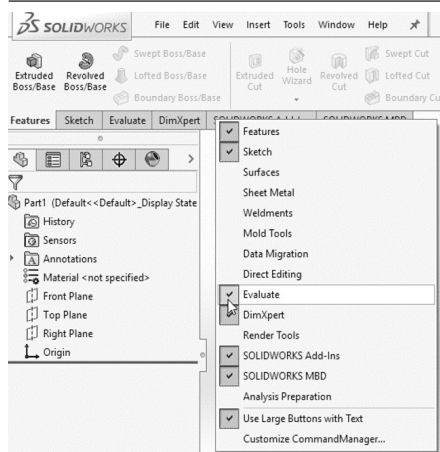 SOLIDWORKS File Edit View Insert Tools Window Help
Extruded Boss/Base
Revolved Boss/Base
Swept Boss/Base
Lofted Boss/Base
Boundary Boss/Base
Extruded Cut
Hole Wizard
Revolved Cut
Swept Cut
Lofted Cut
Boundary Cu
Features Sketch Evaluate DimXpert SOLIDWORKS Add-I SOLIDWORKS MBD
Part1 (Default<<Default>_Display State
History
Sensors
Annotations
Material <not specified>
Front Plane
Top Plane
Right Plane
Origin
Features
Sketch
Surfaces
Sheet Metal
Weldments
Mold Tools
Data Migration
Direct Editing
Evaluate
DimXpert
Render Tools
SOLIDWORKS Add-Ins
SOLIDWORKS MBD
Analysis Preparation
Use Large Buttons with Text
Customize CommandManager...